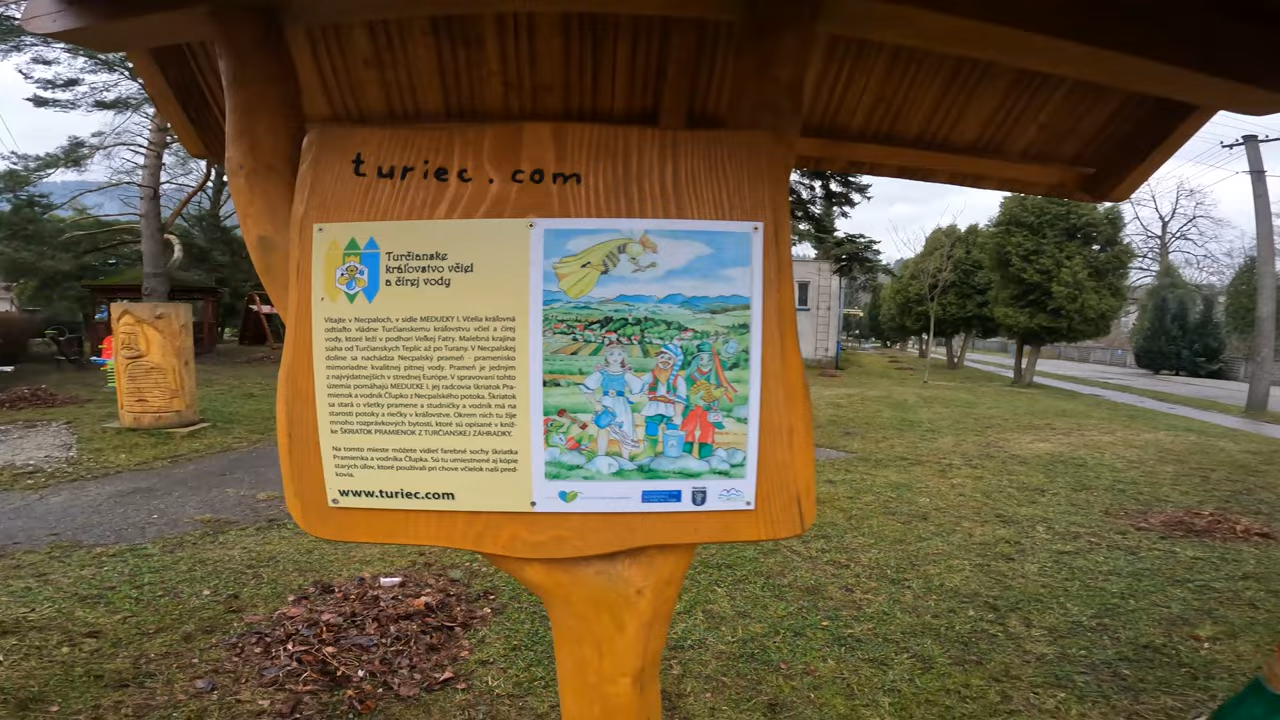 turiec.com
Turčianske
kráľovstvo včiel
a čírej vody
Vitajte v Necpaloch, v sídle MEDUĽKY I. Včelia kráľovná
odtiaľto vládne Turčianskemu kráľovstvu včiel a čírej
vody, ktoré leží v podhorí Veľkej Fatry. Malebná krajina
siaha od Turčianskych Teplíc až po Turany. V Necpalskej
doline sa nachádza Necpalský prameň - pramenisko
mimoriadne kvalitnej pitnej vody. Prameň je jedným
z najvýdatnejších v strednej Európe. V spravovaní tohto
územia pomáhajú MEDUĽKE I. jej radcovia škriatok Pra-
mienok a vodník Čľupko z Necpalského potoka. Škriatok
sa stará o všetky pramene a studničky a vodník má na
starosti potoky a riečky v kráľovstve. Okrem nich tu žije
mnoho rozprávkových bytostí, ktoré sú opísané v kníž-
ke ŠKRIATOK PRAMIENOK Z TURČIANSKEJ ZÁHRADKY.
Na tomto mieste môžete vidieť farebné sochy škriatka
Pramienka a vodníka Čľupka. Sú tu umiestnené aj kópie
starých úľov, ktoré používali pri chove včielok naši pred-
kovia.
www.turiec.com